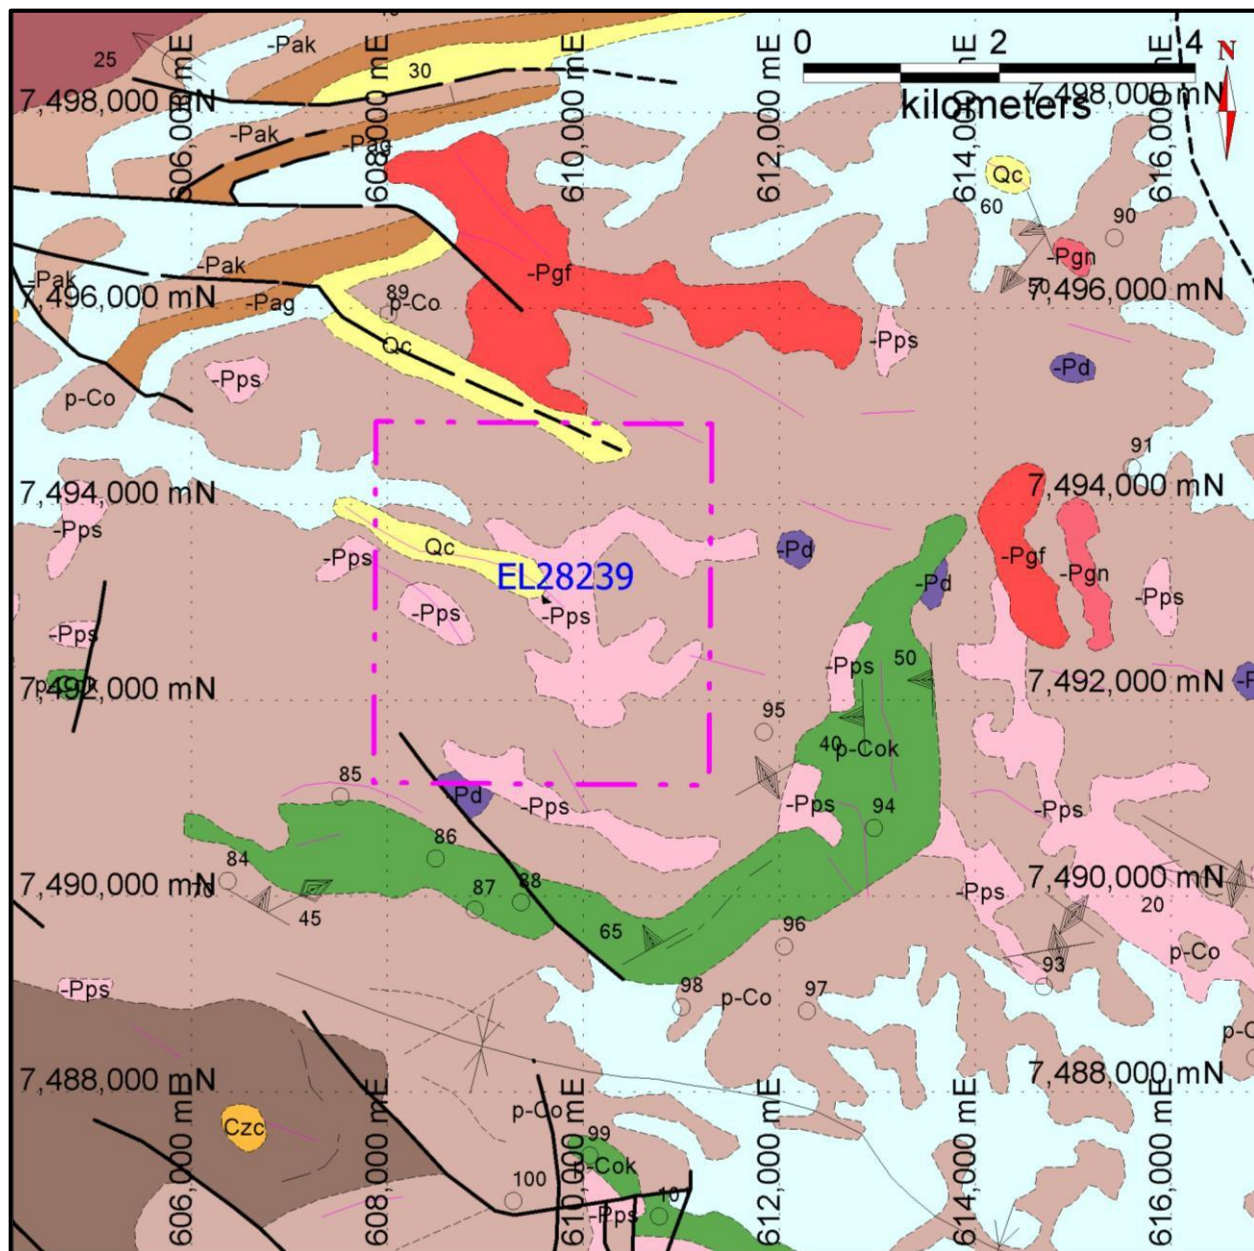 0 2 4
N
kilometers
25
-Pak
30
7,498,000 mN
7,498,000 mN
-Pak
-Pag
606,000 mE
608,000 mE
610,000 mE
612,000 mE
614,000 mE
616,000 mE
Qc
60
90
-Pgn
50
-Pak
-Pak
-Pgf
7,496,000 mN
7,496,000 mN
-Pag
89
p-Co
Qc
-Pps
-Pps
-Pd
p-Co
91
7,494,000 mN
7,494,000 mN
-Pps
Qc
-Pps
-Pd
-Pgf
-Pgn
EL28239
-Pps
-Pps
-Pd
-Pps
-Pps
-Pps
50
7,492,000 mN
7,492,000 mN
p-Cok
95
40
p-Cok
85
-Pd
-Pps
-Pps
94
-Pps
86
84
7,490,000 mN
7,490,000 mN
70
87
88
-Pps
45
65
20
96
-Pps
98
p-Co
97
93
p-Co
7,488,000 mN
7,488,000 mN
p-Co
Czc
99
p-Cok
100
-Pps
10
606,000 mE
608,000 mE
610,000 mE
612,000 mE
614,000 mE
616,000 mE